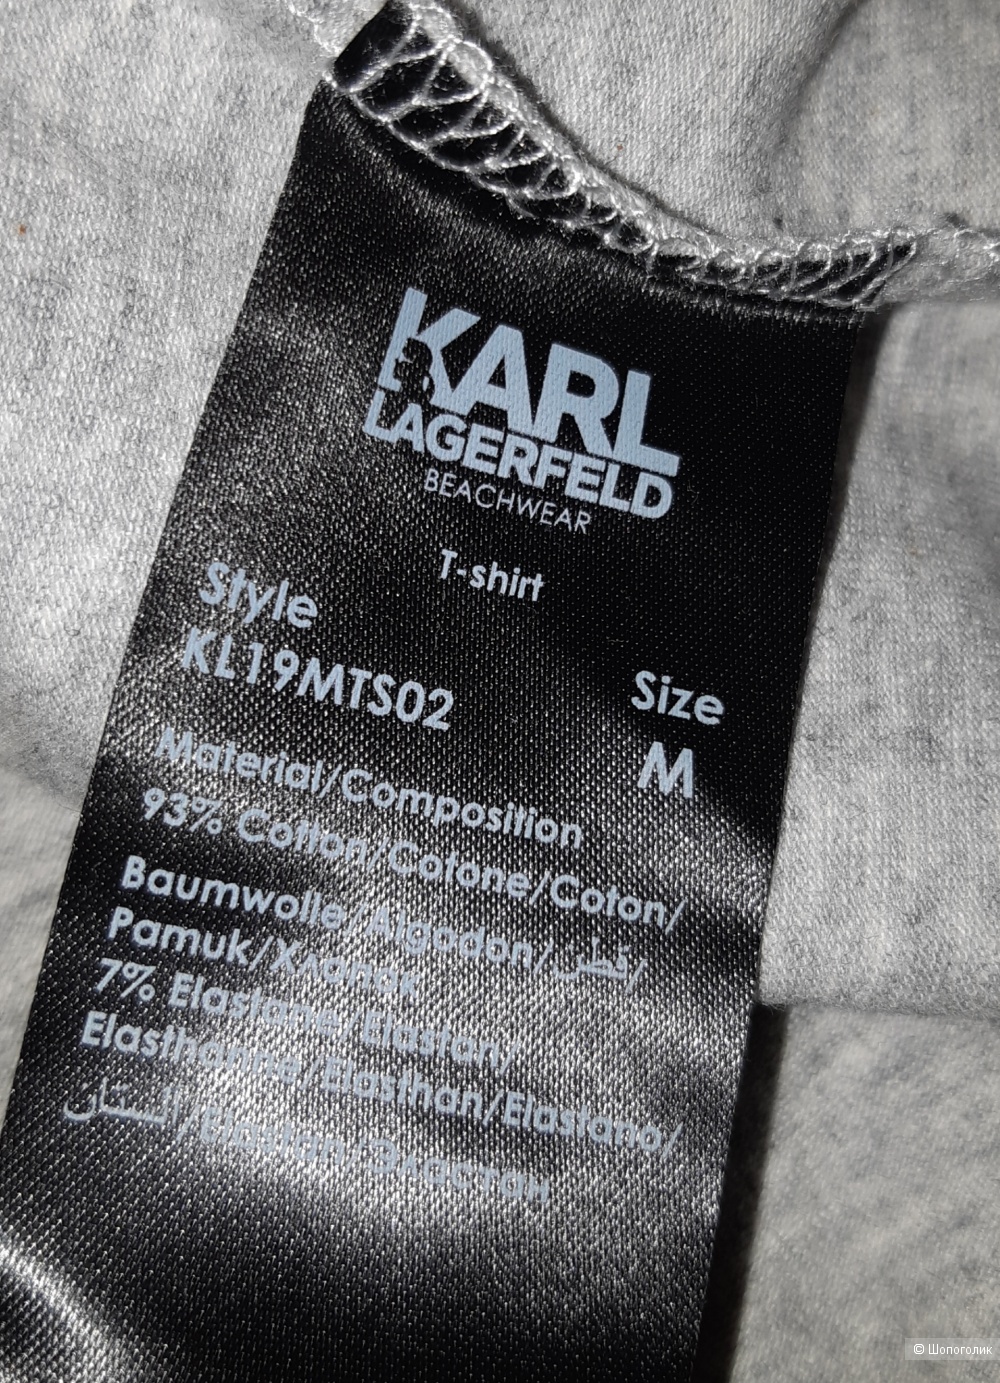 KARL
LAGERFELD
BEACHWEAR
T-shirt
Style
KL19MTS02
Size
M
Material/Composition
93% Cotton/Cotone/Coton/
Baumwolle/Algodon/قطن/
Pamuk/Хлопок
7% Elastane/Elastan/
Elasthanne/Elasthan/Elastano/
الستان/Elastan/Эластан
© Шопоголик